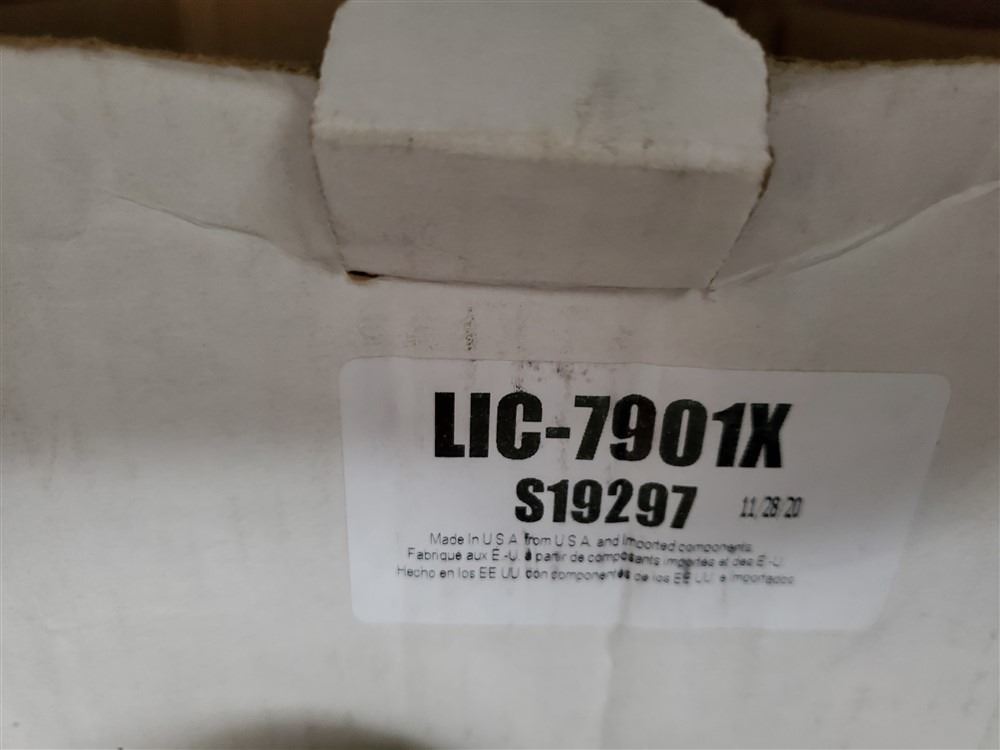 LIC-7901X
S19297 11/28/20
Made In U S A from U S A and Imported components.
Fabriqué aux É.-U. à partir de composants importés et des É.-U.
Hecho en los EE UU con componentes de los EE UU e importados